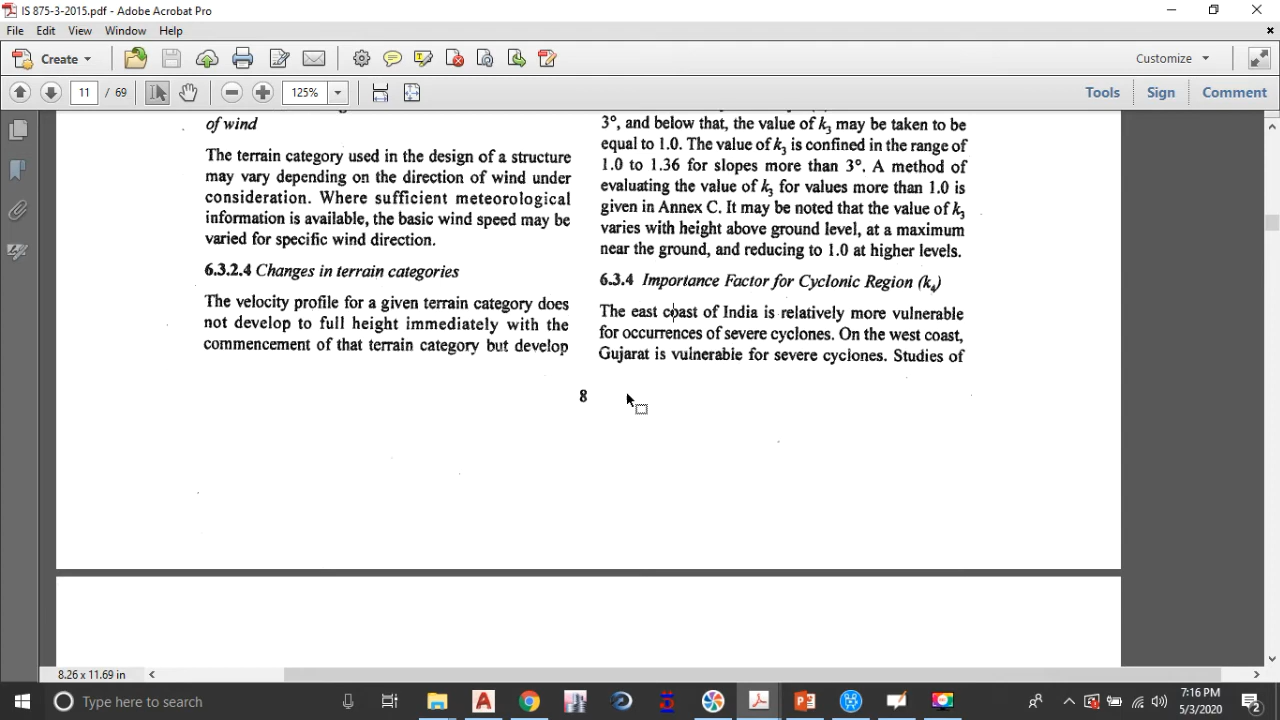 IS 875-3-2015.pdf - Adobe Acrobat Pro
File Edit View Window Help
Create Customize
11 / 69 125% Tools Sign Comment
of wind
The terrain category used in the design of a structure
may vary depending on the direction of wind under
consideration. Where sufficient meteorological
information is available, the basic wind speed may be
varied for specific wind direction.
6.3.2.4 Changes in terrain categories
The velocity profile for a given terrain category does
not develop to full height immediately with the
commencement of that terrain category but develop
3°, and below that, the value of k3 may be taken to be
equal to 1.0. The value of k3 is confined in the range of
1.0 to 1.36 for slopes more than 3°. A method of
evaluating the value of k3 for values more than 1.0 is
given in Annex C. It may be noted that the value of k3
varies with height above ground level, at a maximum
near the ground, and reducing to 1.0 at higher levels.
6.3.4 Importance Factor for Cyclonic Region (k4)
The east coast of India is relatively more vulnerable
for occurrences of severe cyclones. On the west coast,
Gujarat is vulnerable for severe cyclones. Studies of
8
8.26 x 11.69 in
Type here to search
7:16 PM
5/3/2020
2